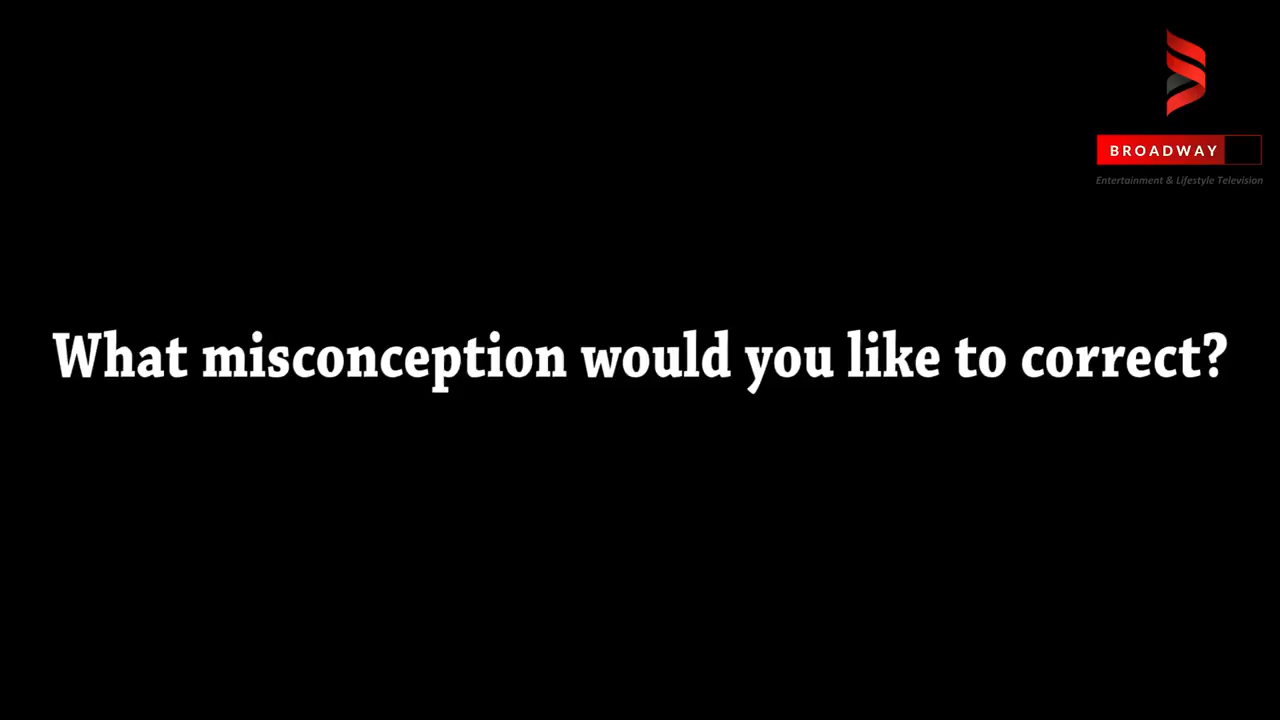 BROADWAY
Entertainment & Lifestyle Television
What misconception would you like to correct?